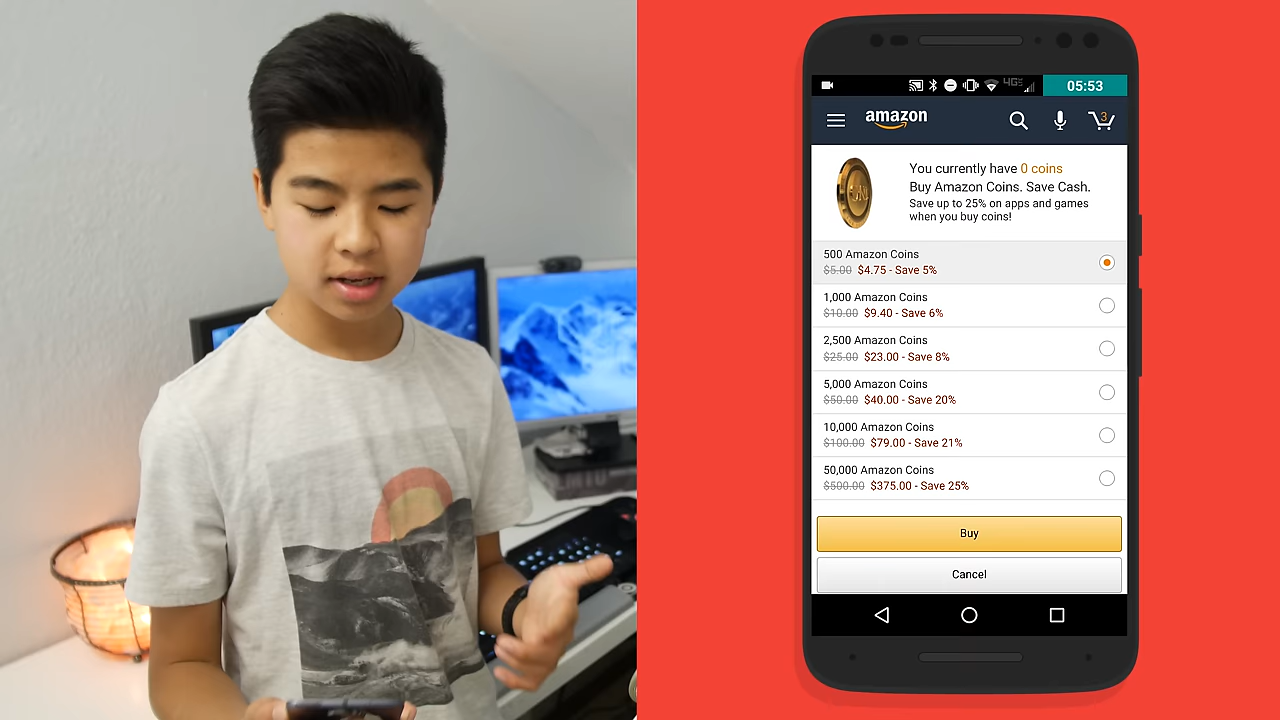 4G
05:53
amazon
3
You currently have 0 coins
Buy Amazon Coins. Save Cash.
Save up to 25% on apps and games
when you buy coins!
500 Amazon Coins
$5.00 $4.75 - Save 5%
1,000 Amazon Coins
$10.00 $9.40 - Save 6%
2,500 Amazon Coins
$25.00 $23.00 - Save 8%
5,000 Amazon Coins
$50.00 $40.00 - Save 20%
10,000 Amazon Coins
$100.00 $79.00 - Save 21%
50,000 Amazon Coins
$500.00 $375.00 - Save 25%
Buy
Cancel